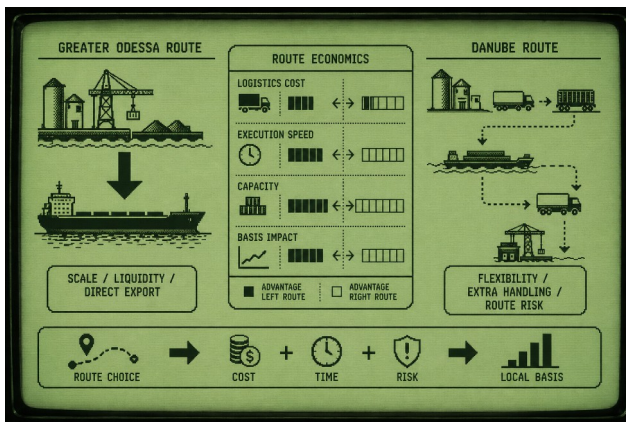 GREATER ODESSA ROUTE
SCALE / LIQUIDITY /
DIRECT EXPORT
ROUTE ECONOMICS
LOGISTICS COST
EXECUTION SPEED
CAPACITY
BASIS IMPACT
ADVANTAGE
LEFT ROUTE
ADVANTAGE
RIGHT ROUTE
DANUBE ROUTE
FLEXIBILITY /
EXTRA HANDLING /
ROUTE RISK
ROUTE CHOICE
$
+
+
!
COST
TIME
RISK
LOCAL BASIS